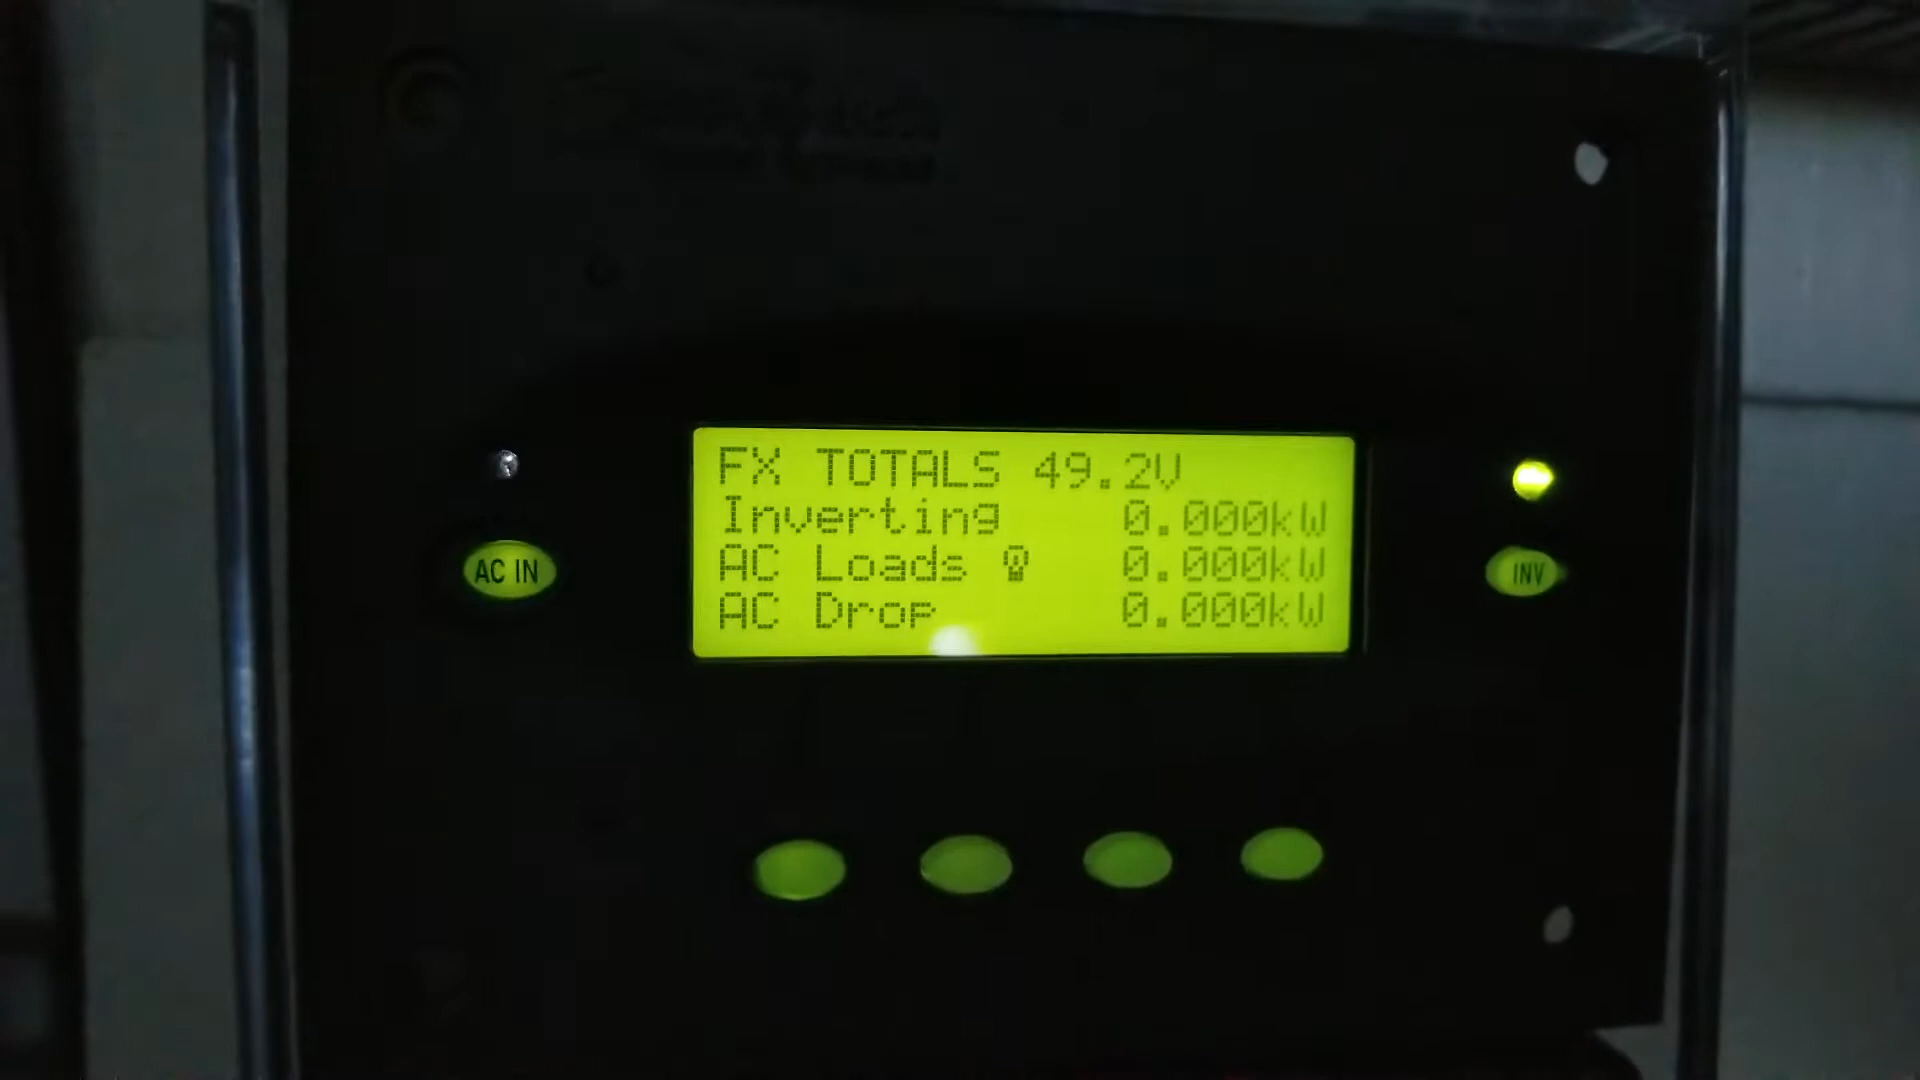 FX TOTALS 49.2V
Inverting 0.000kW
AC Loads 0.000kW
AC Drop 0.000kW
AC IN
INV